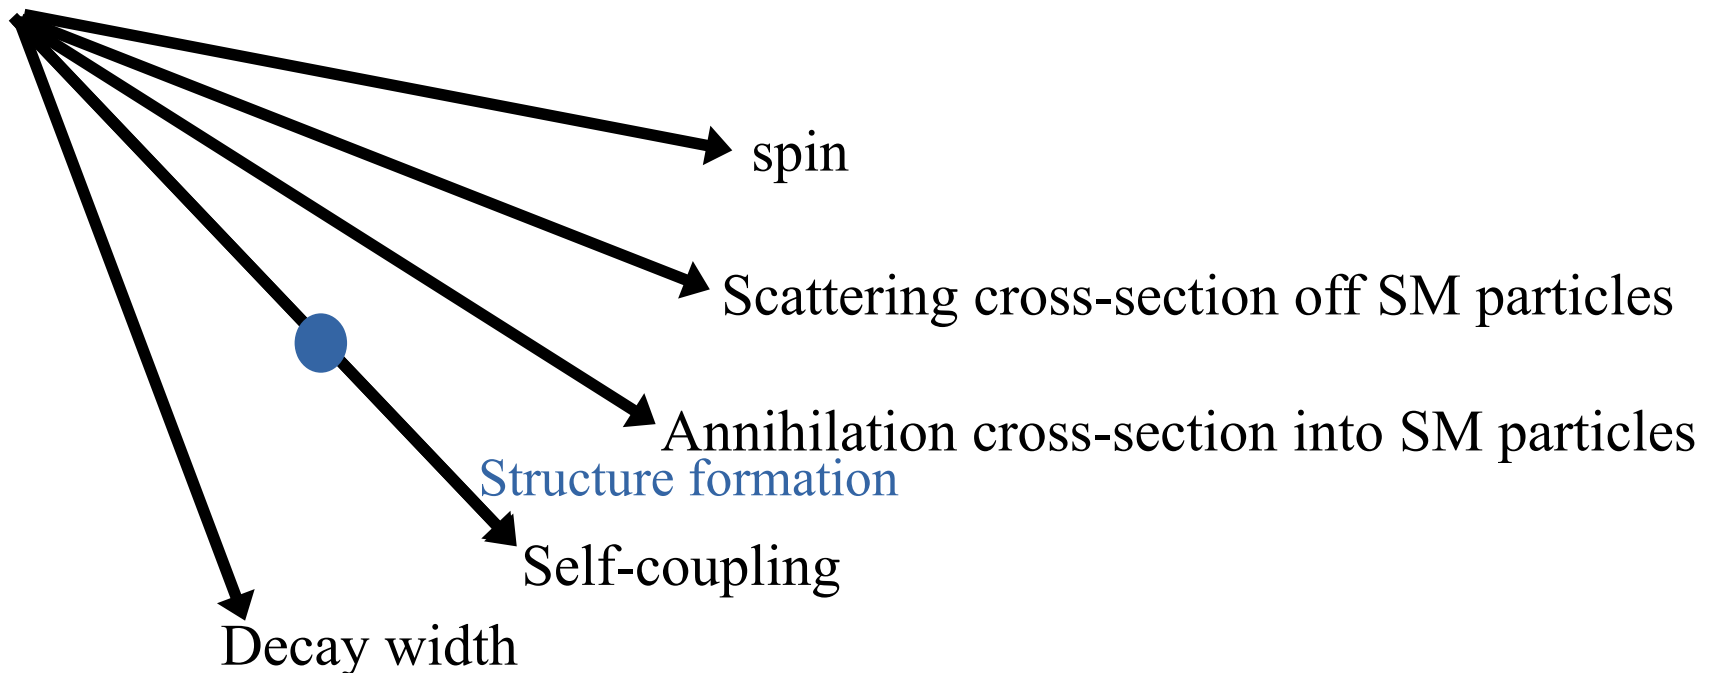 spin
Scattering cross-section off SM particles
Annihilation cross-section into SM particles
Structure formation
Self-coupling
Decay width